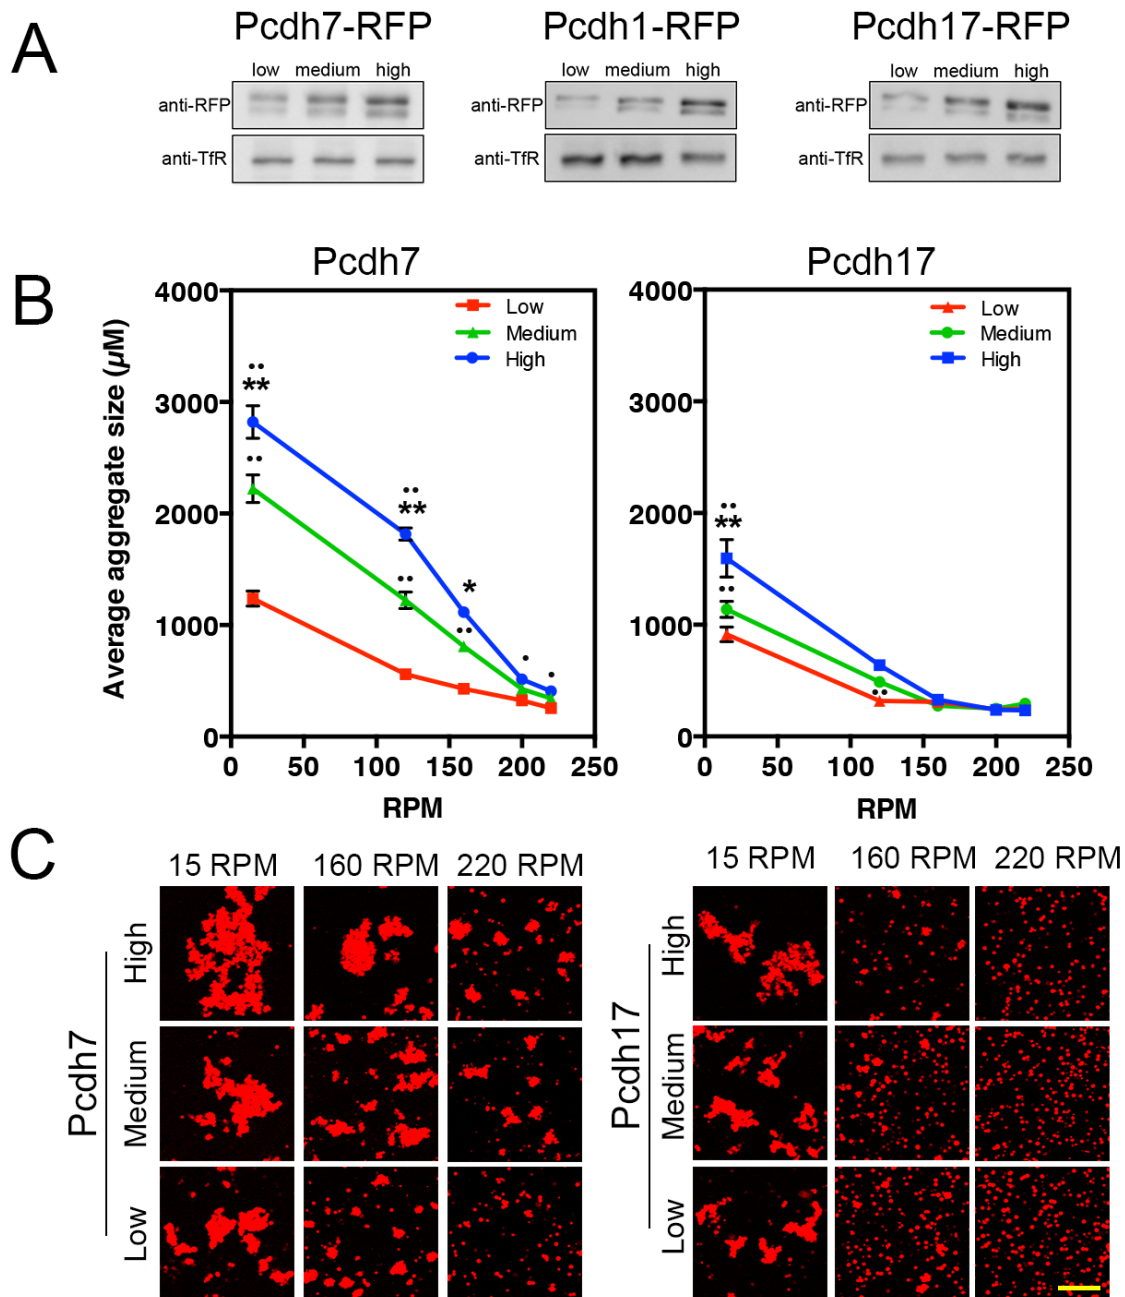 A
Pcdh7-RFP
Pcdh1-RFP
Pcdh17-RFP
low medium high
low medium high
low medium high
anti-RFP
anti-RFP
anti-RFP
anti-TfR
anti-TfR
anti-TfR
B
Pcdh7
Pcdh17
Average aggregate size (µM)
4000
3000
2000
1000
0
0 50 100 150 200 250
RPM
Low
Medium
High
••
**
••
••
**
••
*
••
•
•
4000
3000
2000
1000
0
0 50 100 150 200 250
RPM
Low
Medium
High
••
**
••
••
C
15 RPM 160 RPM 220 RPM
15 RPM 160 RPM 220 RPM
Pcdh7
High
Medium
Low
Pcdh17
High
Medium
Low